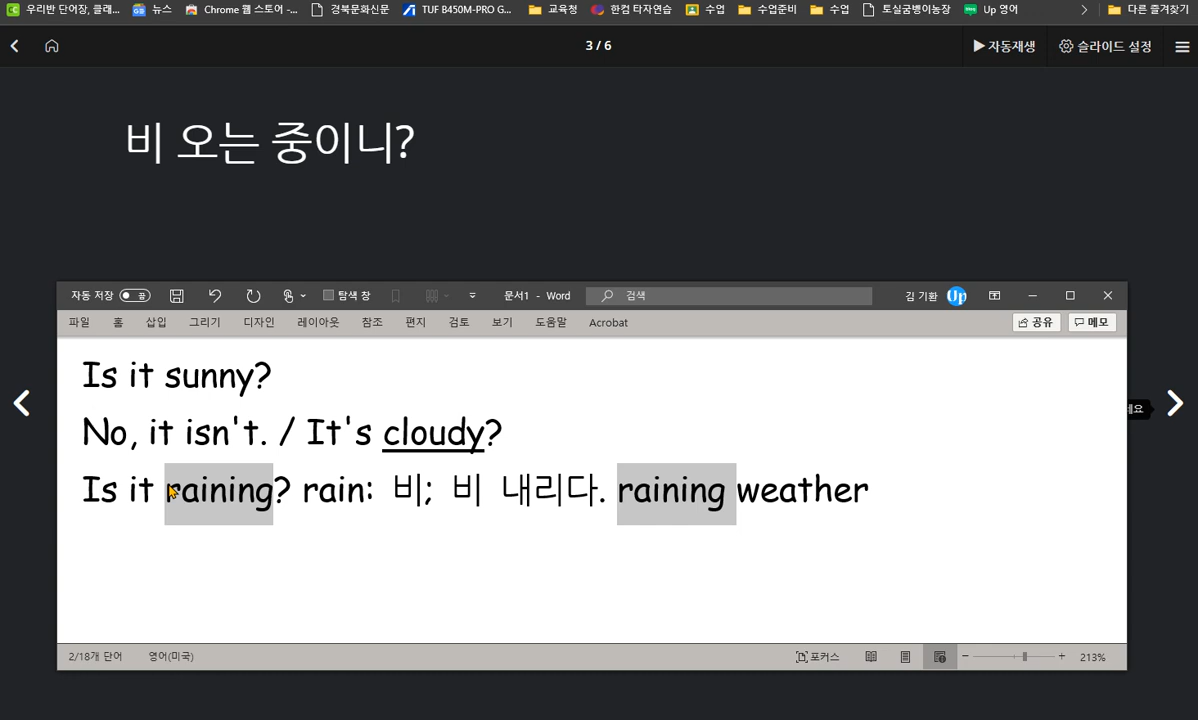 우리반 단어장, 클래... 뉴스 Chrome 웹 스토어 -... 경북문화신문 TUF B450M-PRO G... 교육청 한컴 타자연습 수업 수업준비 수업 토실굼벵이농장 Up 영어 다른 즐겨찾기
3 / 6 자동재생 슬라이드 설정
비 오는 중이니?
자동 저장 끔 탐색 창 문서1 - Word 검색 김 기환 Up
파일 홈 삽입 그리기 디자인 레이아웃 참조 편지 검토 보기 도움말 Acrobat 공유 메모
Is it sunny?
No, it isn't. / It's cloudy?
Is it raining? rain: 비; 비 내리다. raining weather
2/18개 단어 영어(미국) 포커스 213%